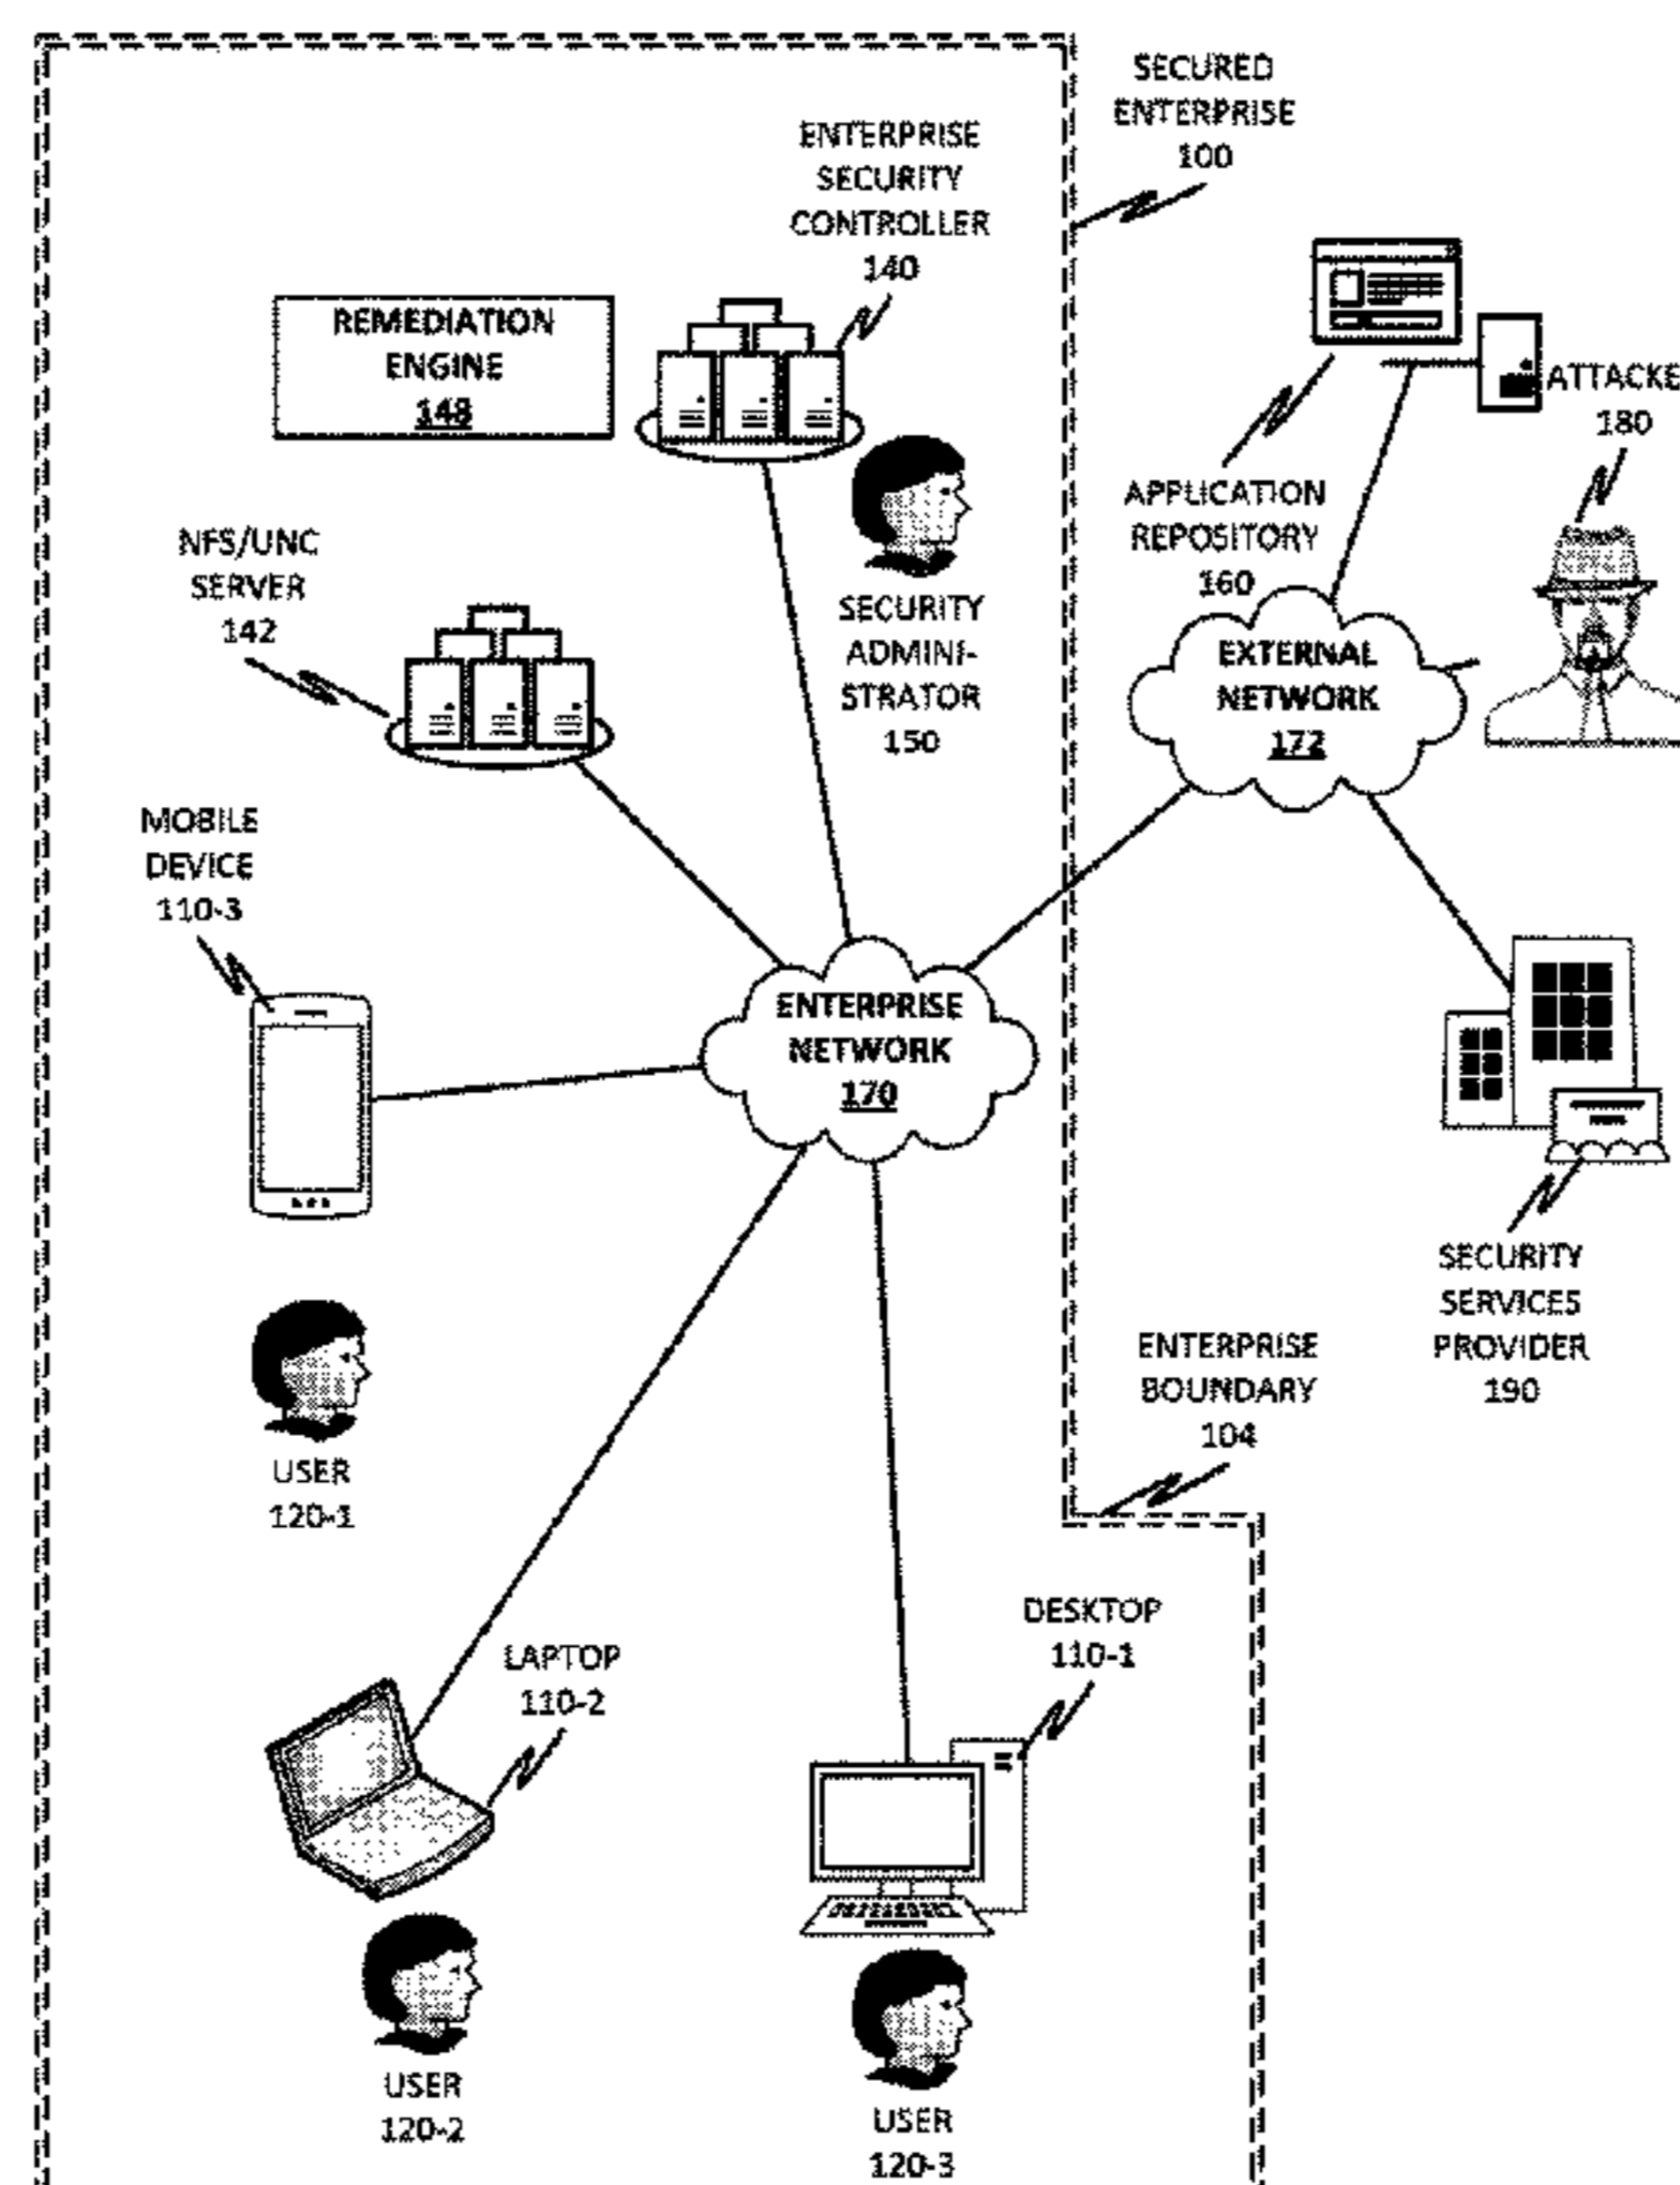 SECURED
ENTERPRISE
100
ENTERPRISE
SECURITY
CONTROLLER
140
REMEDIATION
ENGINE
148
ATTACKE
180
APPLICATION
REPOSITORY
160
NFS/UNC
SERVER
142
SECURITY
ADMINI-
STRATOR
150
EXTERNAL
NETWORK
172
MOBILE
DEVICE
110-3
ENTERPRISE
NETWORK
170
SECURITY
SERVICES
PROVIDER
190
ENTERPRISE
BOUNDARY
104
USER
120-1
DESKTOP
110-1
LAPTOP
110-2
USER
120-2
USER
120-3